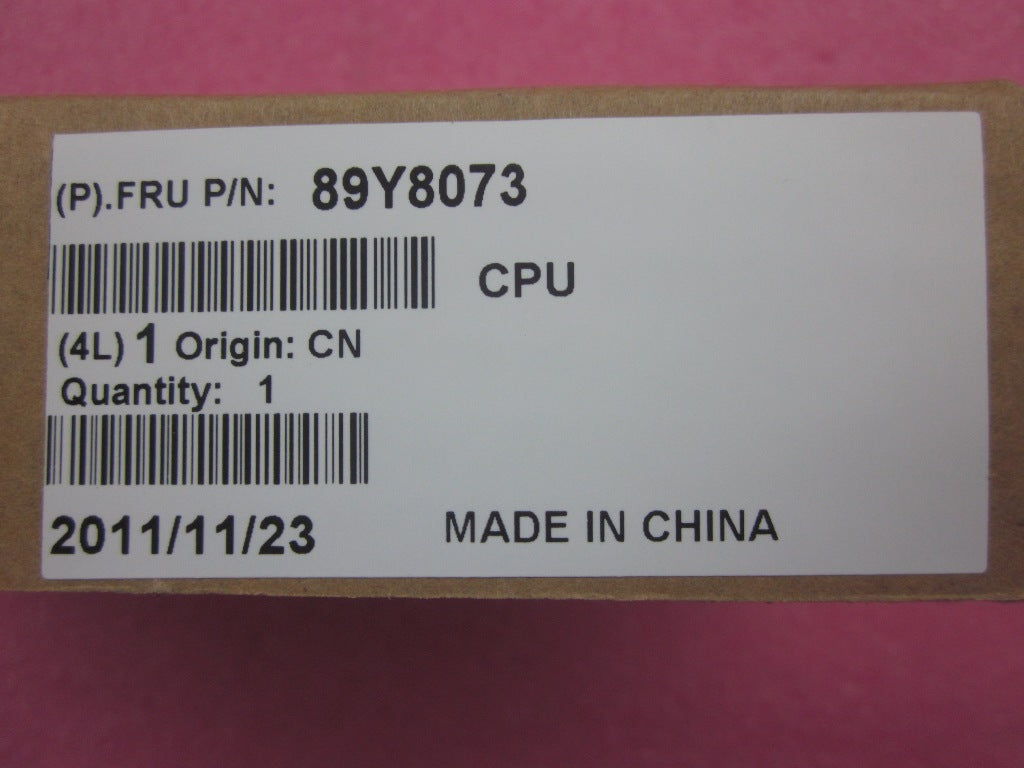 (P).FRU P/N: 89Y8073
CPU
(4L) 1 Origin: CN
Quantity: 1
2011/11/23 MADE IN CHINA